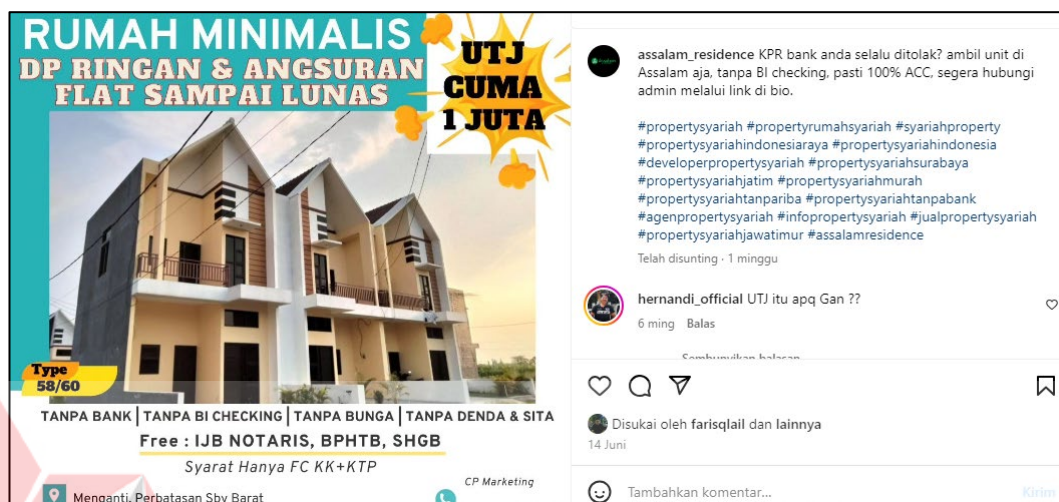 RUMAH MINIMALIS
DP RINGAN & ANGSURAN
FLAT SAMPAI LUNAS
UTJ
CUMA
1 JUTA
Type
58/60
TANPA BANK | TANPA BI CHECKING | TANPA BUNGA | TANPA DENDA & SITA
Free : IJB NOTARIS, BPHTB, SHGB
Syarat Hanya FC KK+KTP
CP Marketing
Menganti, Perbatasan Sby Barat
assalam_residence KPR bank anda selalu ditolak? ambil unit di
Assalam aja, tanpa BI checking, pasti 100% ACC, segera hubungi
admin melalui link di bio.
#propertysyariah #propertyrumahsyariah #syariahproperty
#propertysyariahindonesiaraya #propertysyariahindonesia
#developerpropertysyariah #propertysyariahsurabaya
#propertysyariahjatim #propertysyariahmurah
#propertysyariahtanpariba #propertysyariahtanpabank
#agenpropertysyariah #infopropertysyariah #jualpropertysyariah
#propertysyariahjawatimur #assalamresidence
Telah disunting · 1 minggu
hernandi_official UTJ itu apq Gan ??
6 ming Balas
Sembunyikan balasan
Disukai oleh farisqlail dan lainnya
14 Juni
Tambahkan komentar...
Kirim